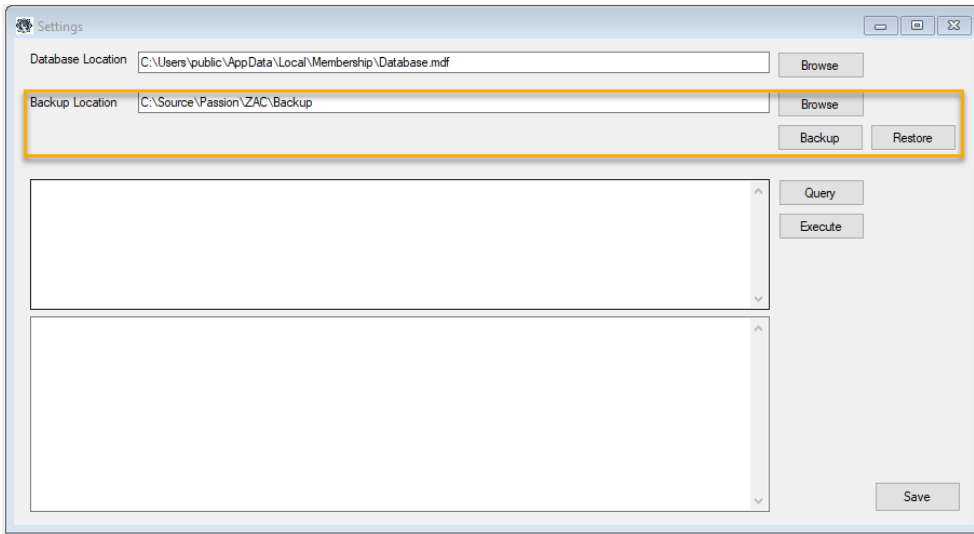 Settings
Database Location C:\Users\public\AppData\Local\Membership\Database.mdf Browse
Backup Location C:\Source\Passion\ZAC\Backup Browse
Backup Restore
Query
Execute
Save